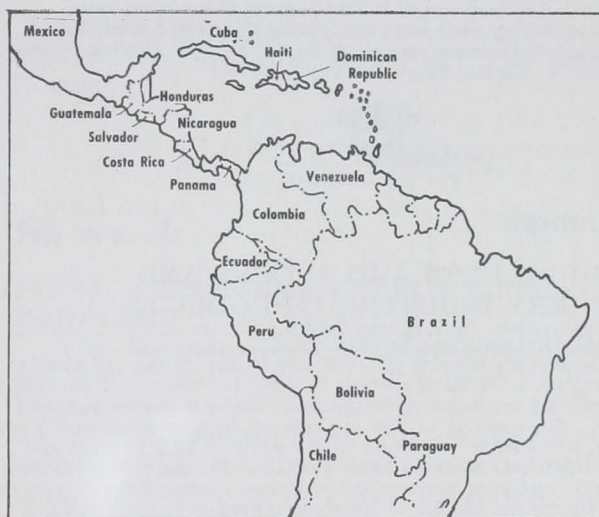 Mexico
Cuba
Haiti
Dominican
Republic
Honduras
Guatemala
Nicaragua
Salvador
Costa Rica
Panama
Venezuela
Colombia
Ecuador
Brazil
Peru
Bolivia
Paraguay
Chile